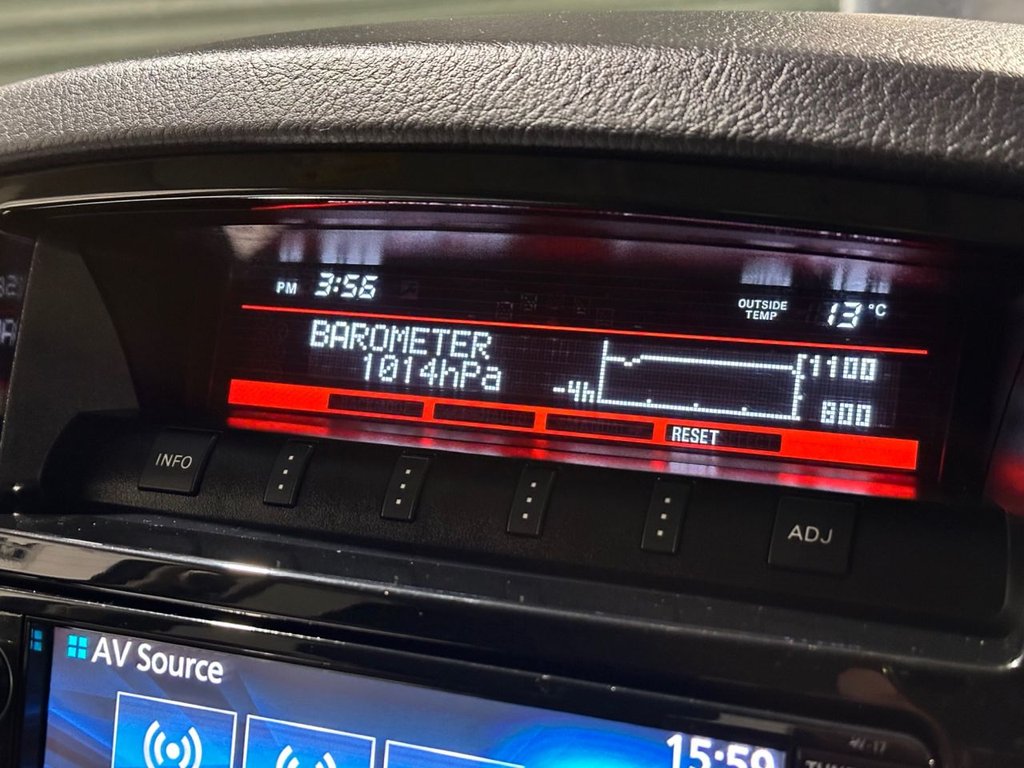 PM 3:56
OUTSIDE TEMP 13°C
BAROMETER
1014hPa
1100
-4h
800
RESET
INFO
ADJ
AV Source
15:59